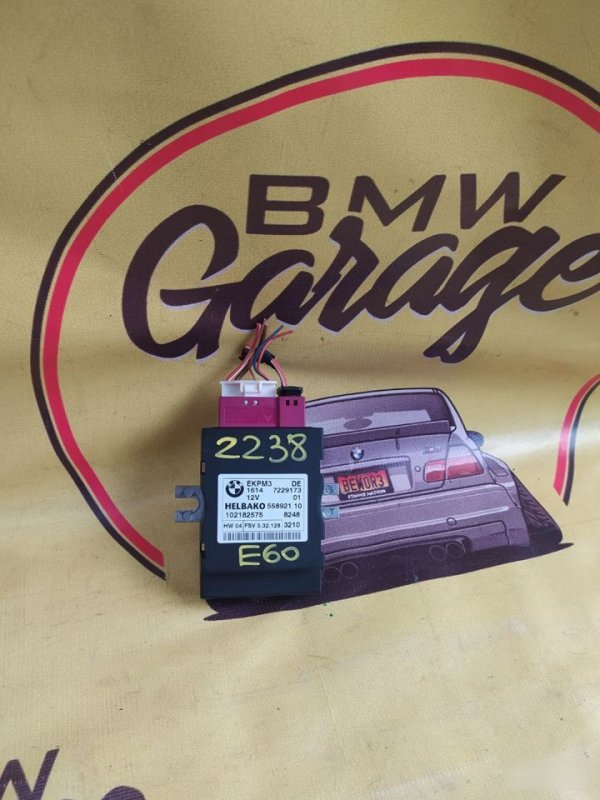 BMW
Garage
2238
EKPM3 DE
1614 7229173
12V 01
HELBAKO 558921 10
102182575 8248
HW 04 FSV 5.32.128 3210
E60
BEKOR3
W